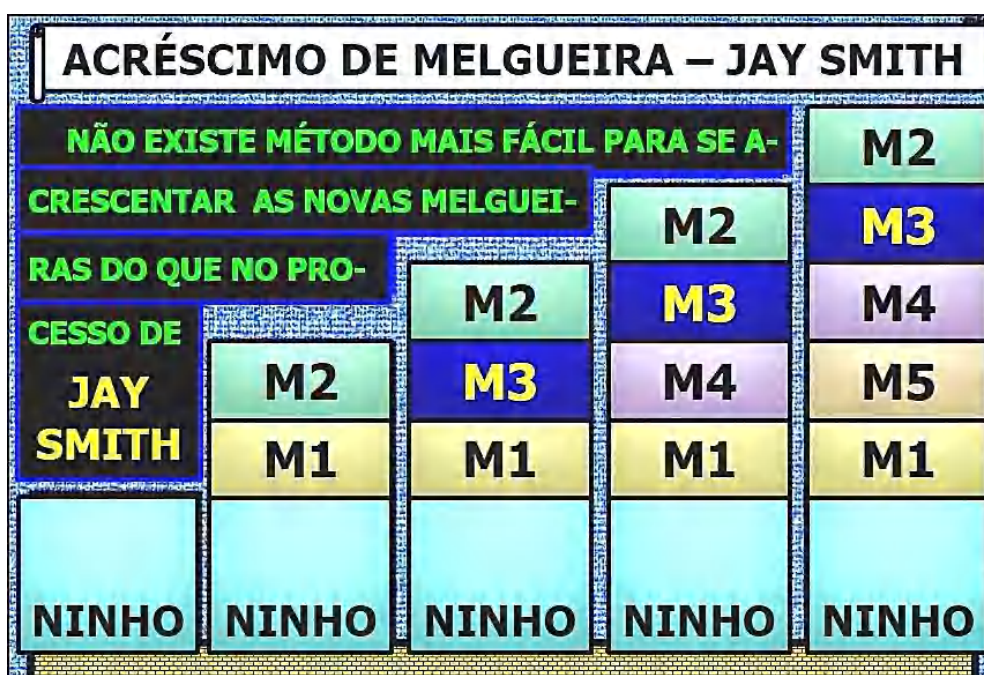 ACRÉSCIMO DE MELGUEIRA – JAY SMITH
NÃO EXISTE MÉTODO MAIS FÁCIL PARA SE A-
CRESCENTAR AS NOVAS MELGUEI-
RAS DO QUE NO PRO-
CESSO DE
JAY
SMITH
NINHO
M2
M1
NINHO
M2
M3
M1
NINHO
M2
M3
M4
M1
NINHO
M2
M3
M4
M5
M1
NINHO